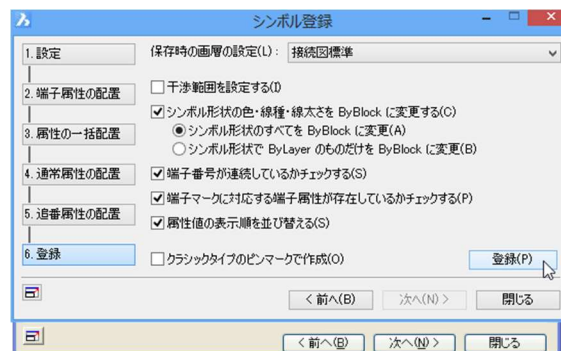 シンボル登録
1.設定
保存時の画層の設定(L): 接続図標準
2.端子属性の配置
干渉範囲を設定する(I)
シンボル形状の色・線種・線太さを ByBlock に変更する(C)
シンボル形状のすべてを ByBlock に変更(A)
3.属性の一括配置
シンボル形状で ByLayer のものだけを ByBlock に変更(B)
4.通常属性の配置
端子番号が連続しているかチェックする(S)
端子マークに対応する端子属性が存在しているかチェックする(P)
5.追番属性の配置
属性値の表示順を並び替える(S)
6.登録
クラシックタイプのピンマークで作成(O)
登録(P)
< 前へ(B) 次へ(N) > 閉じる
< 前へ(B) 次へ(N) > 閉じる